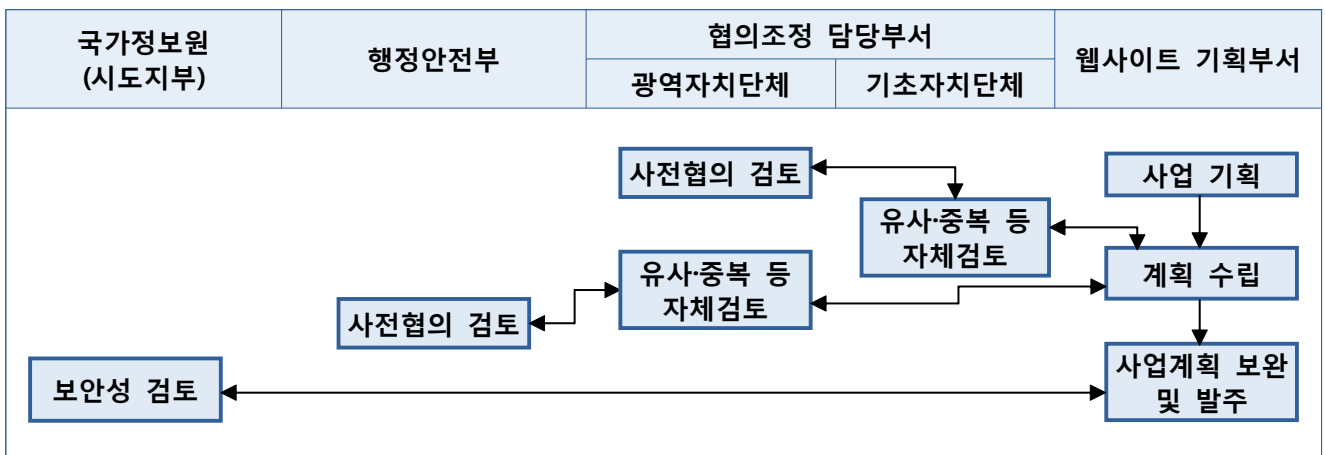 국가정보원
(시도지부)
행정안전부
협의조정 담당부서
광역자치단체
기초자치단체
웹사이트 기획부서
사전협의 검토
사업 기획
유사·중복 등
자체검토
유사·중복 등
자체검토
계획 수립
사전협의 검토
보안성 검토
사업계획 보완
및 발주